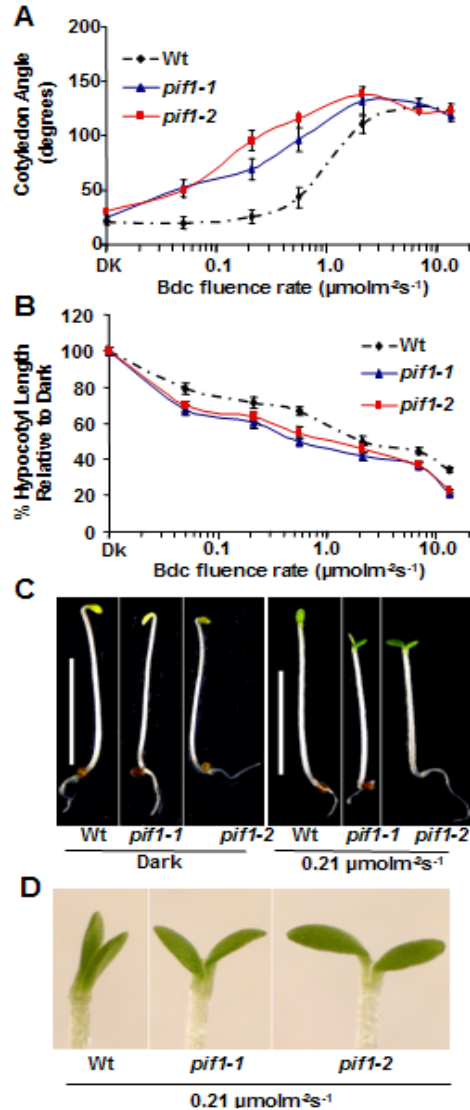 A
200
150
100
50
0
Cotyledon Angle
(degrees)
Wt
pif1-1
pif1-2
DK 0.1 1.0 10.0
Bdc fluence rate (µmolm-2s-1)
B
120
100
80
60
40
20
0
% Hypocotyl Length
Relative to Dark
Wt
pif1-1
pif1-2
Dk 0.1 1.0 10.0
Bdc fluence rate (µmolm-2s-1)
C
Wt pif1-1 pif1-2 Wt pif1-1 pif1-2
Dark 0.21 µmolm-2s-1
D
Wt pif1-1 pif1-2
0.21 µmolm-2s-1